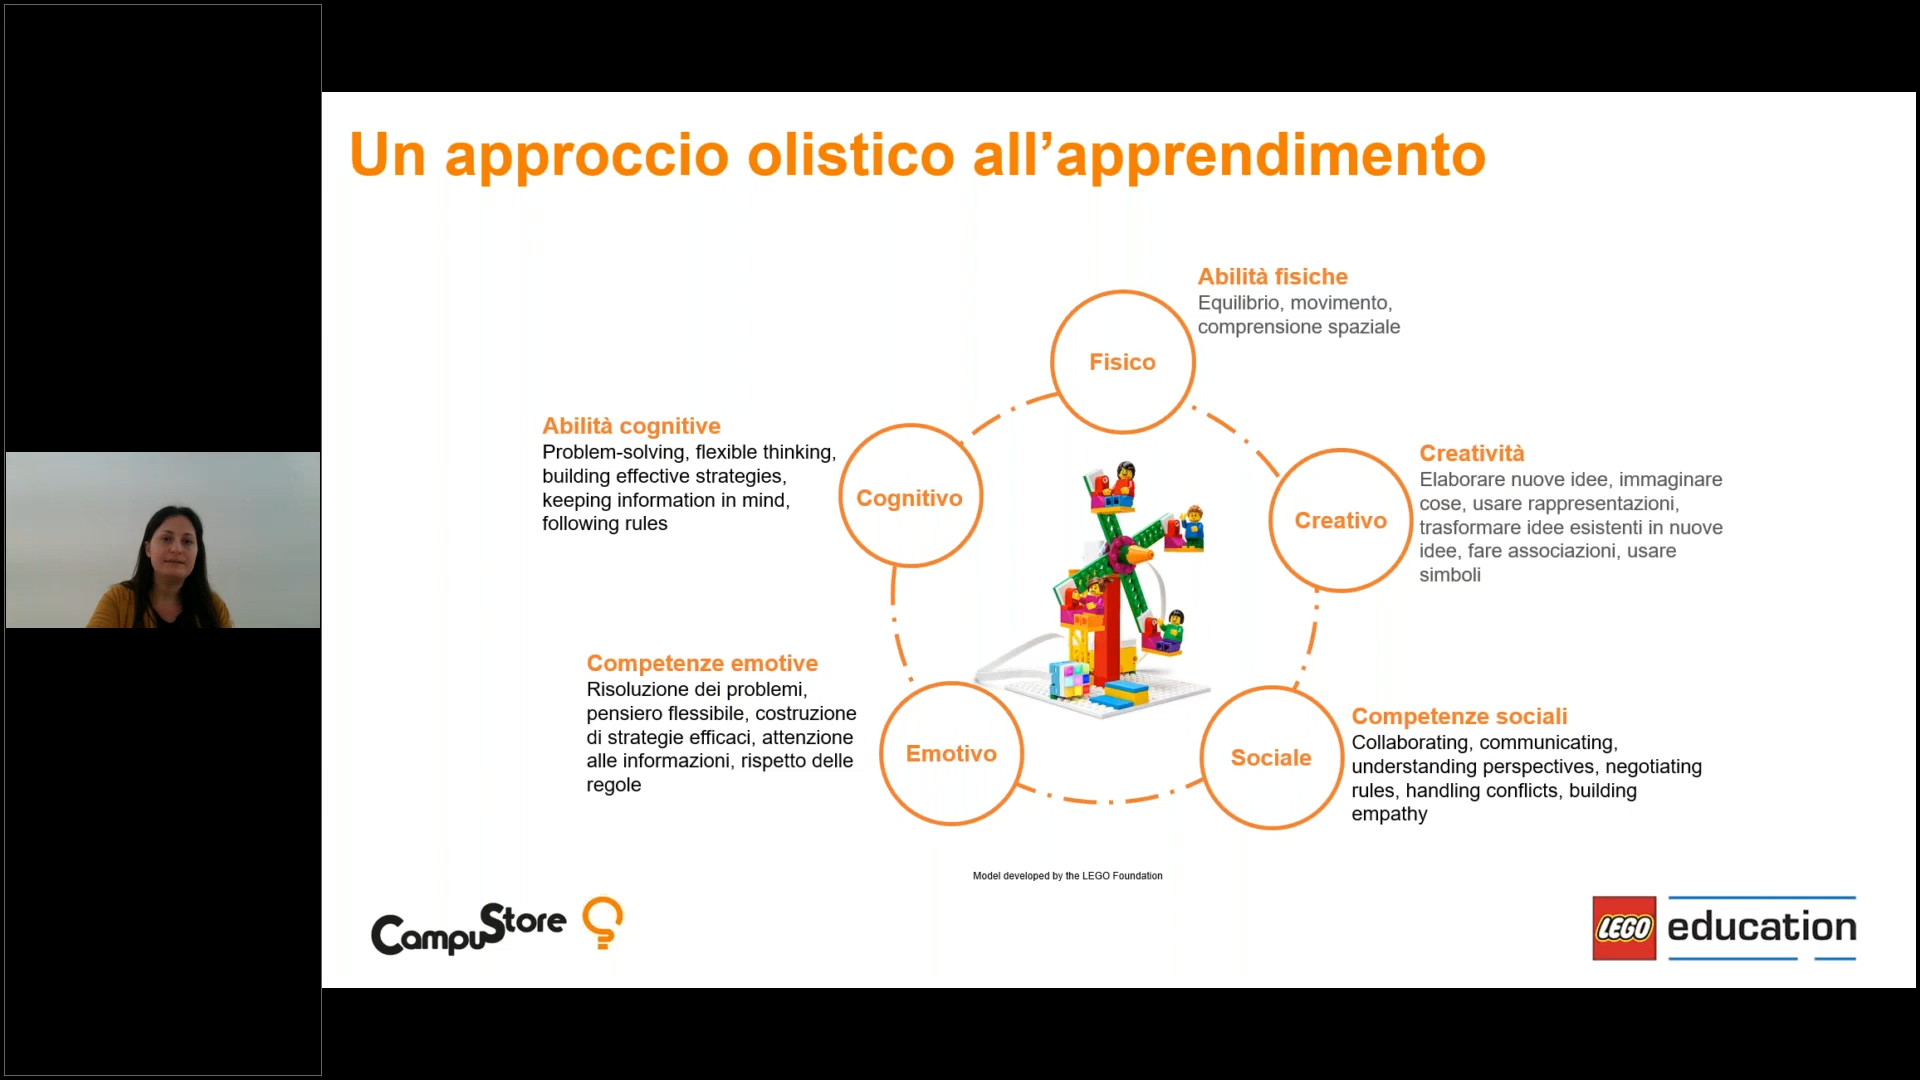 Un approccio olistico all’apprendimento
Abilità fisiche
Equilibrio, movimento,
comprensione spaziale
Fisico
Abilità cognitive
Problem-solving, flexible thinking,
building effective strategies,
keeping information in mind,
following rules
Cognitivo
Creatività
Elaborare nuove idee, immaginare
cose, usare rappresentazioni,
trasformare idee esistenti in nuove
idee, fare associazioni, usare
simboli
Creativo
Competenze emotive
Risoluzione dei problemi,
pensiero flessibile, costruzione
di strategie efficaci, attenzione
alle informazioni, rispetto delle
regole
Emotivo
Sociale
Competenze sociali
Collaborating, communicating,
understanding perspectives, negotiating
rules, handling conflicts, building
empathy
Model developed by the LEGO Foundation
CampuStore
LEGO education